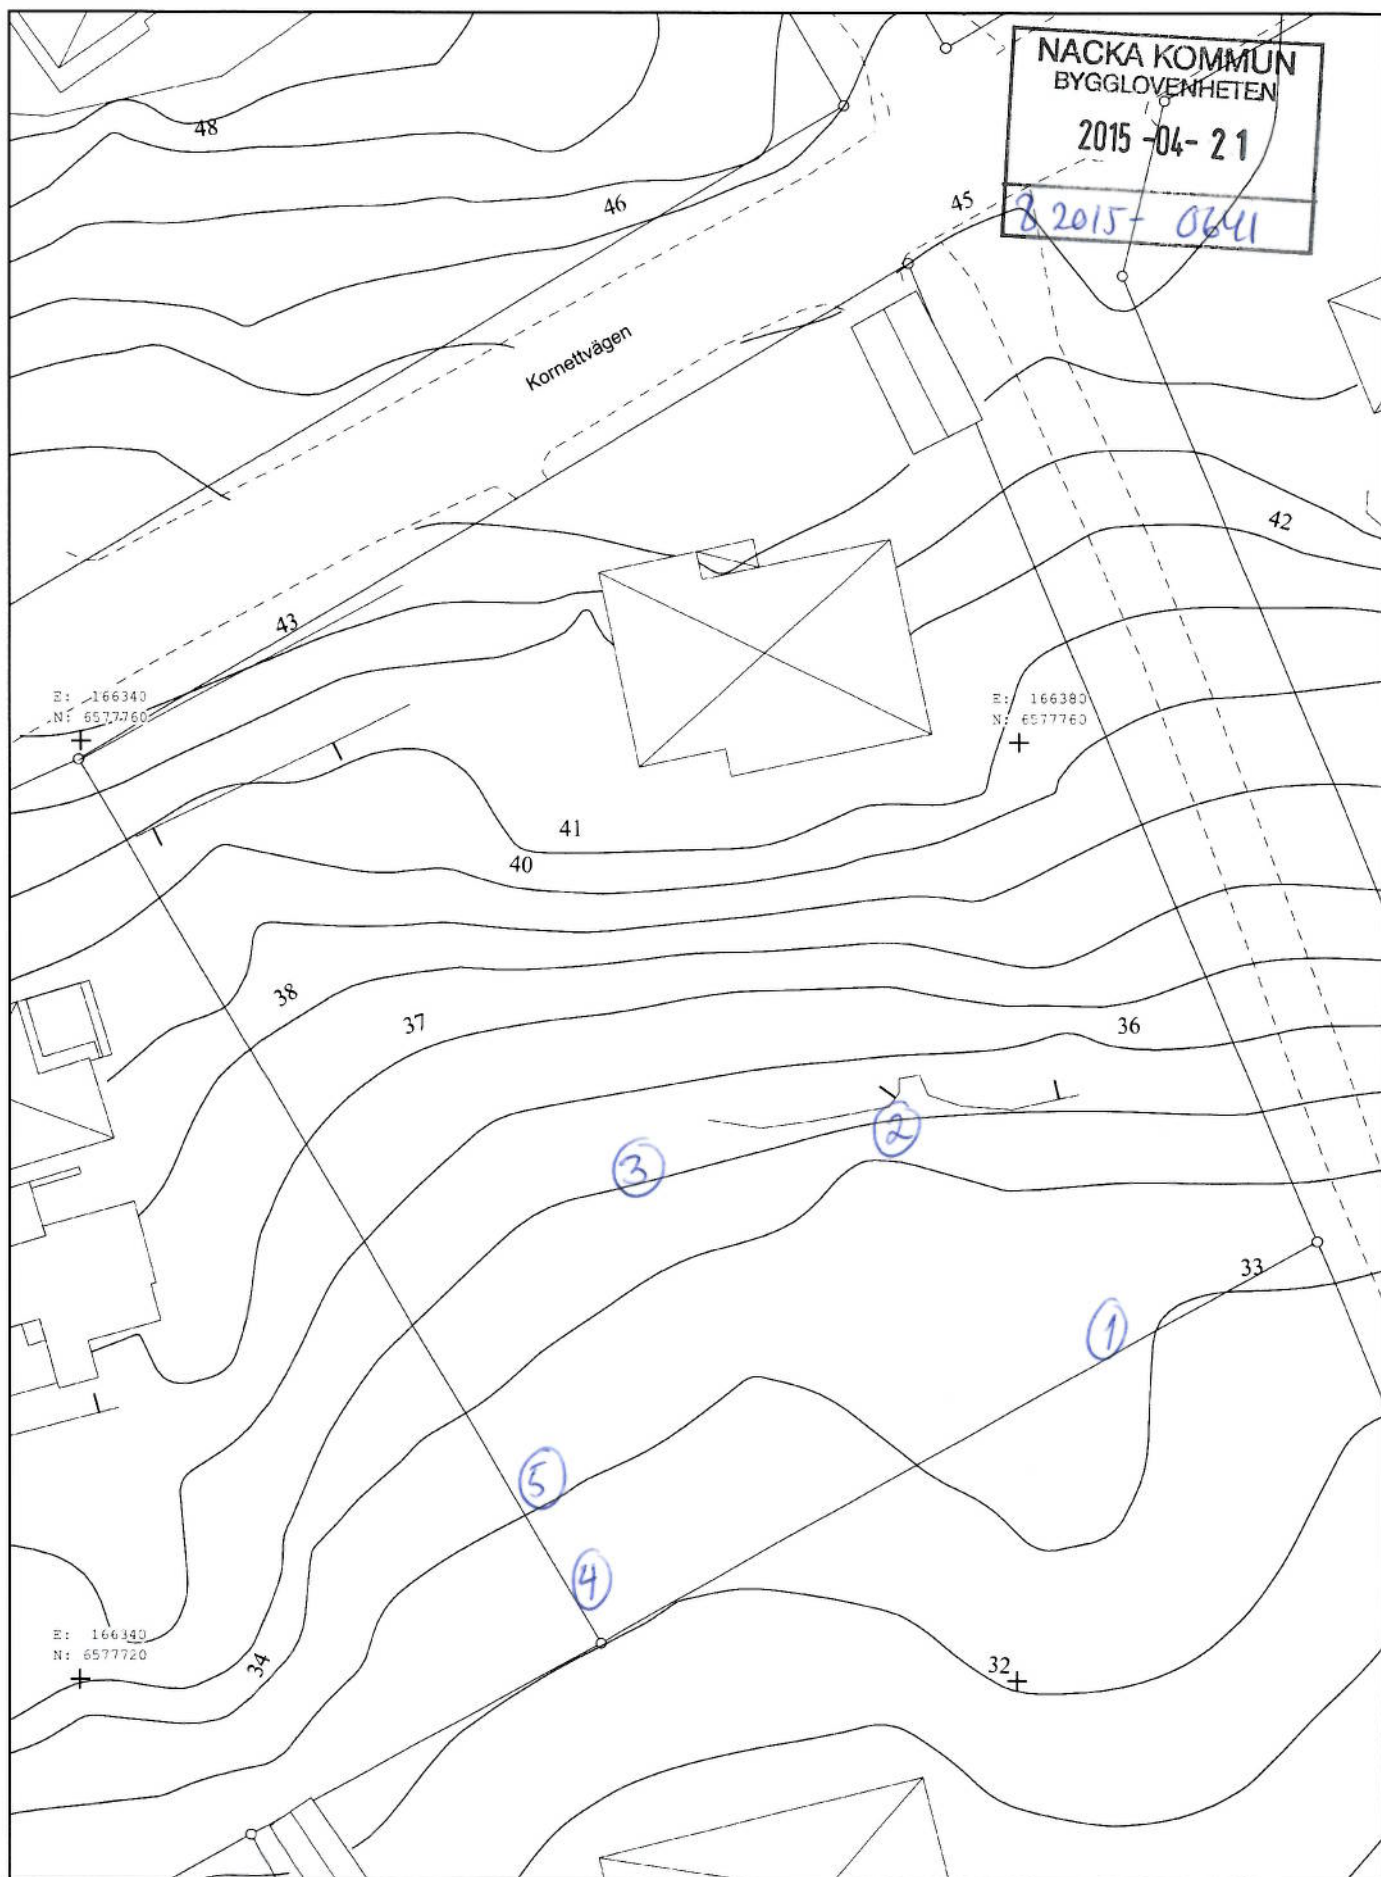 NACKA KOMMUN
BYGGLOVENHETEN
2015 -04- 21
B 2015- 0641
48
46
45
Kornettvägen
42
43
E: 166340
N: 6577760
E: 166380
N: 6577760
41
40
38
37
36
2
3
33
1
5
4
E: 166340
N: 6577720
34
32